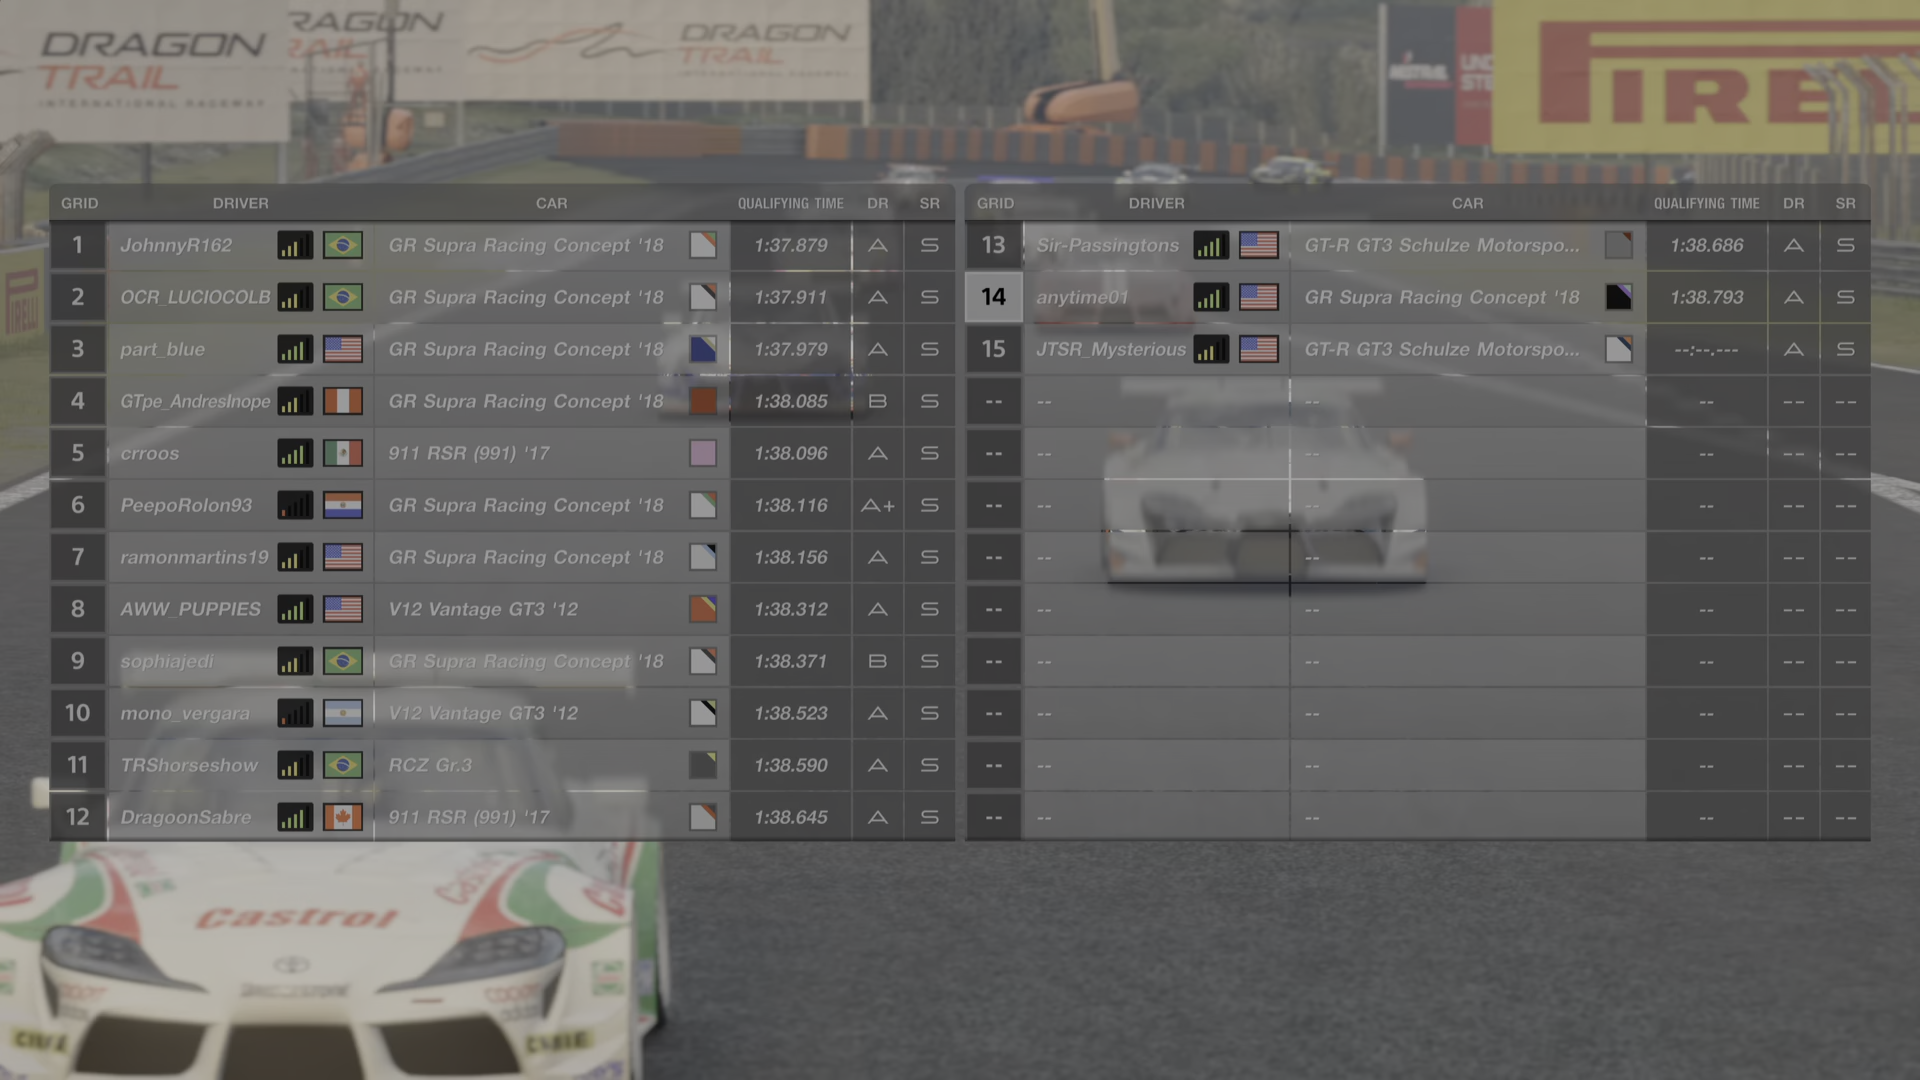 DRAGON
TRAIL
INTERNATIONAL RACEWAY
DRAGON
TRAIL
INTERNATIONAL RACEWAY
PIRE
PIRELLI
GRID DRIVER CAR QUALIFYING TIME DR SR
1 JohnnyR162 GR Supra Racing Concept '18 1:37.879 A S
2 OCR_LUCIOCOLB GR Supra Racing Concept '18 1:37.911 A S
3 part_blue GR Supra Racing Concept '18 1:37.979 A S
4 GTpe_AndresInope GR Supra Racing Concept '18 1:38.085 B S
5 crroos 911 RSR (991) '17 1:38.096 A S
6 PeepoRolon93 GR Supra Racing Concept '18 1:38.116 A+ S
7 ramonmartins19 GR Supra Racing Concept '18 1:38.156 A S
8 AWW_PUPPIES V12 Vantage GT3 '12 1:38.312 A S
9 sophiajedi GR Supra Racing Concept '18 1:38.371 B S
10 mono_vergara V12 Vantage GT3 '12 1:38.523 A S
11 TRShorseshow RCZ Gr.3 1:38.590 A S
12 DragoonSabre 911 RSR (991) '17 1:38.645 A S
GRID DRIVER CAR QUALIFYING TIME DR SR
13 Sir-Passingtons GT-R GT3 Schulze Motorspo... 1:38.686 A S
14 anytime01 GR Supra Racing Concept '18 1:38.793 A S
15 JTSR_Mysterious GT-R GT3 Schulze Motorspo... --:--.--- A S
-- -- -- -- -- --
-- -- -- -- -- --
-- -- -- -- -- --
-- -- -- -- -- --
-- -- -- -- -- --
-- -- -- -- -- --
-- -- -- -- -- --
-- -- -- -- -- --
-- -- -- -- -- --
Castrol